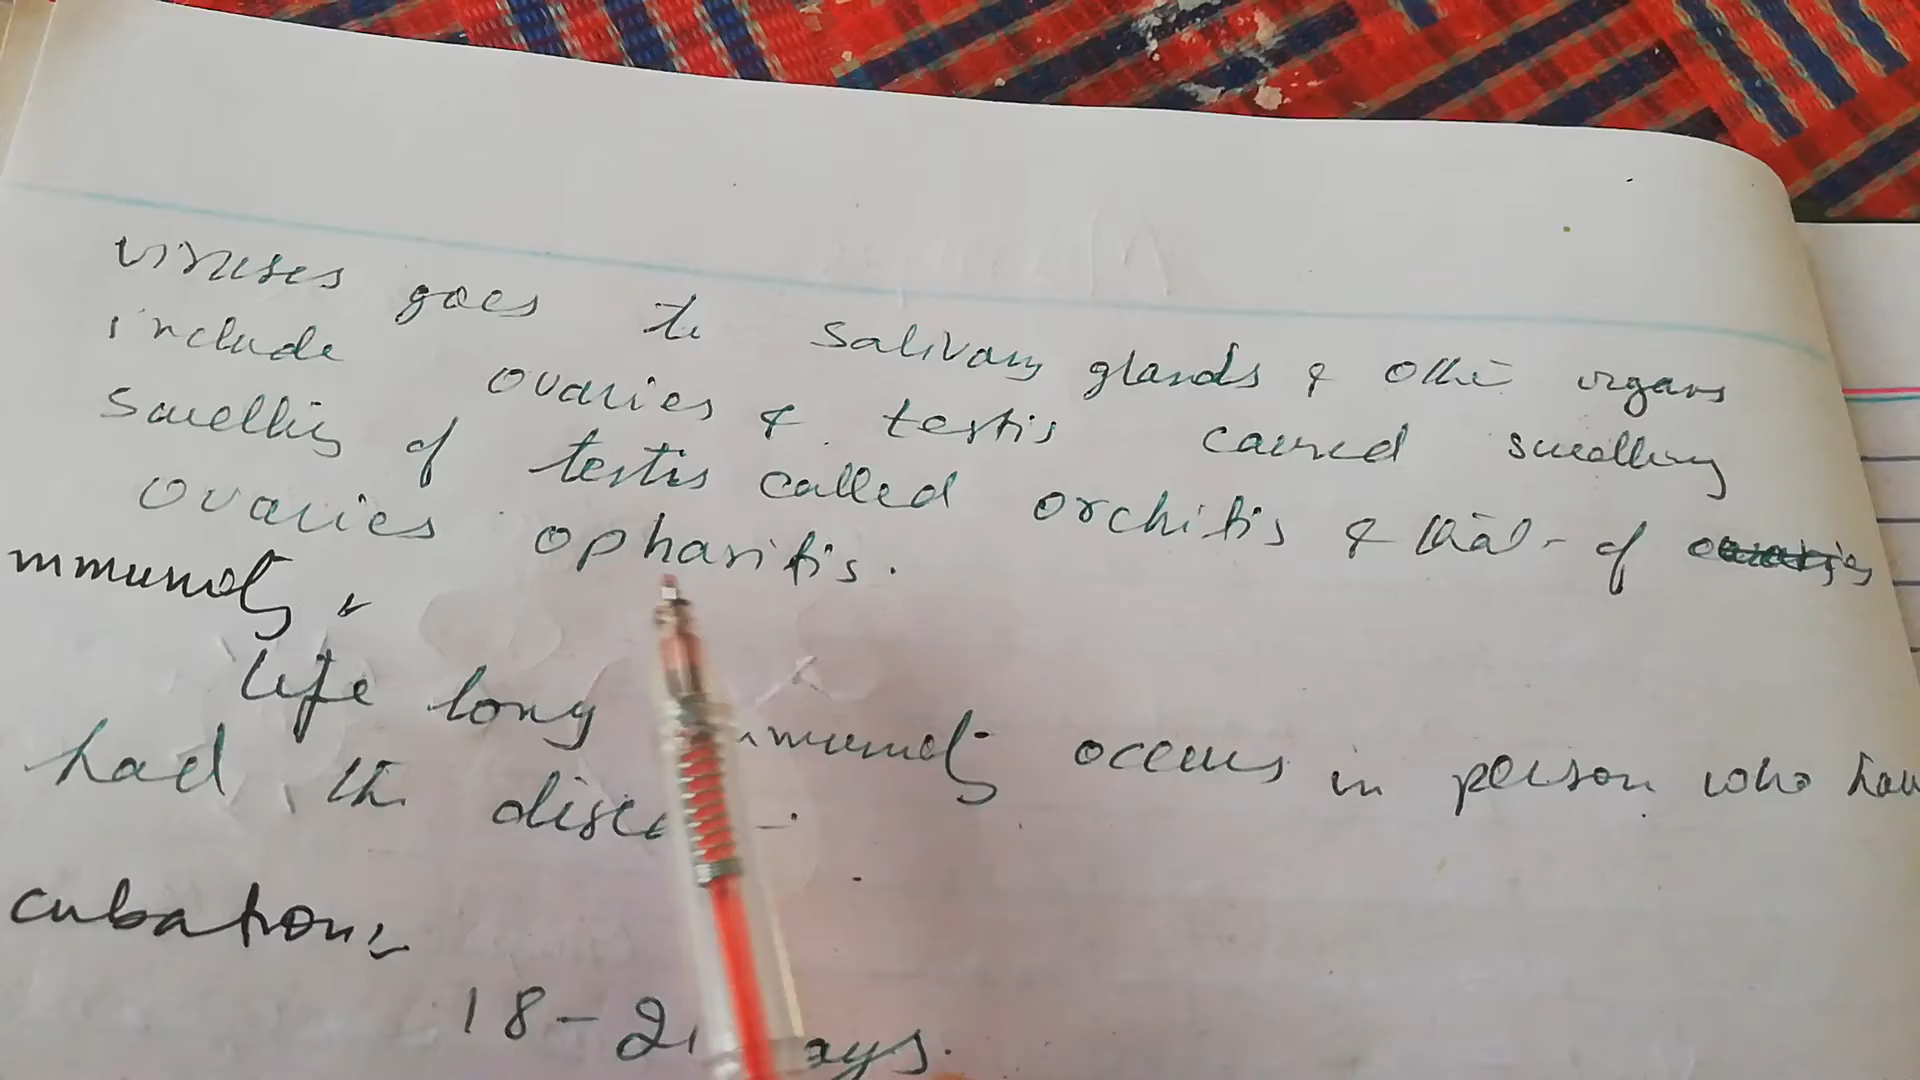 viruses goes to salivary glands & other organs
include ovaries & testis caused swelling
swelling of testis called orchitis & that of
ovaries opharitis.
mmunity :-
Life long immunity occurs in person who have
had the disea
cubation :-
18-21 days.